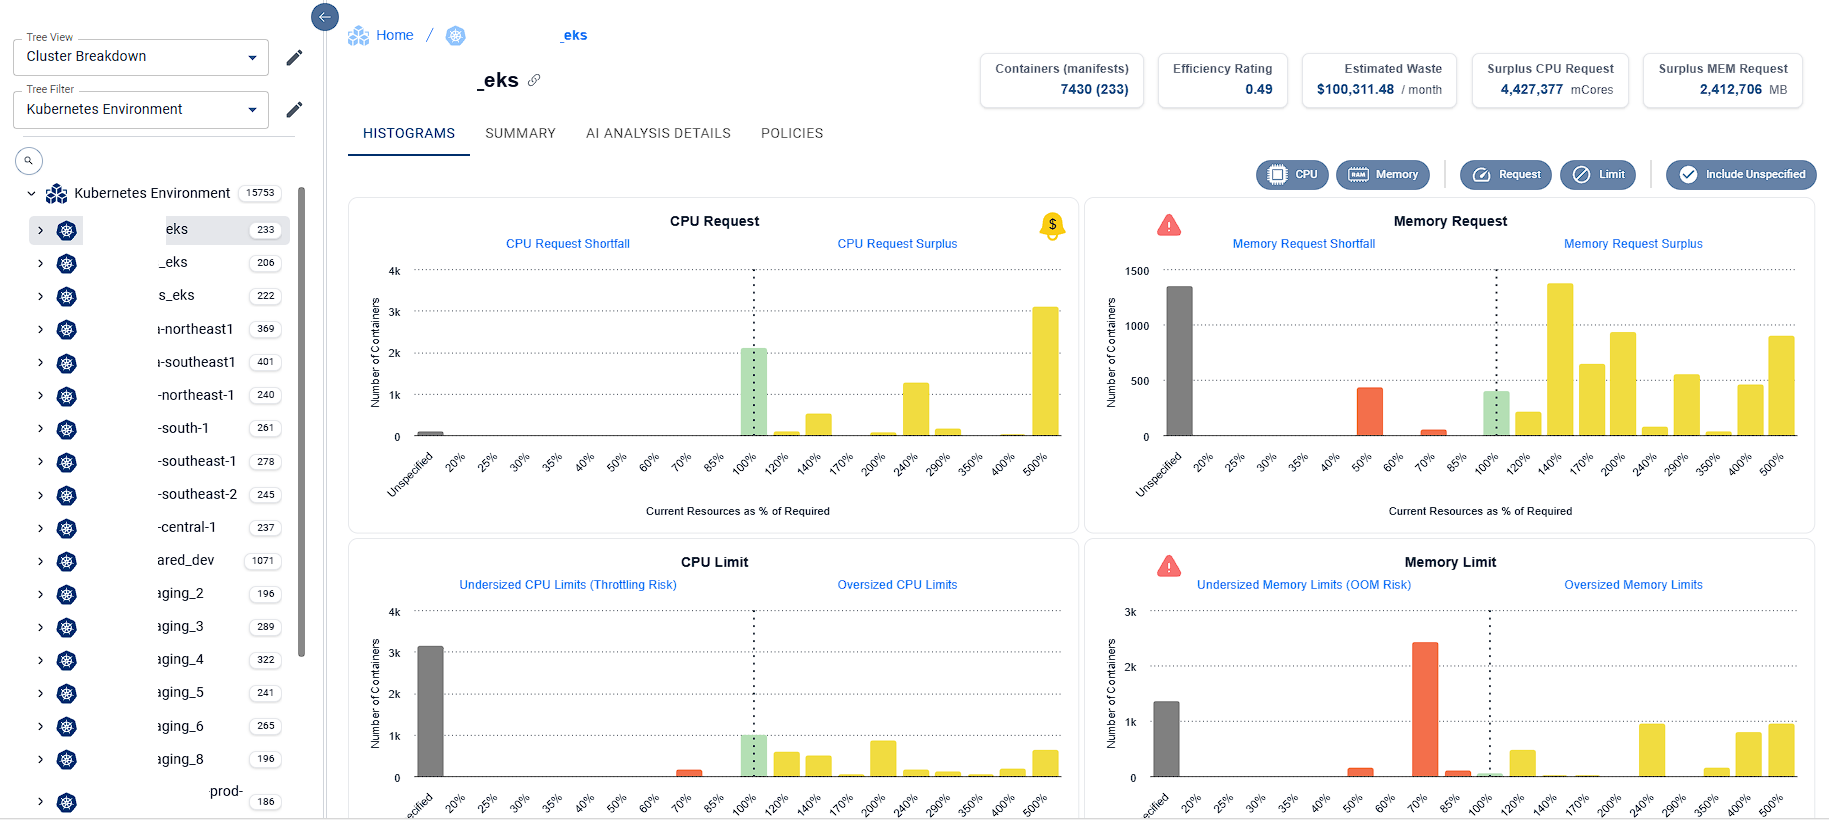 Tree View
Cluster Breakdown
Tree Filter
Kubernetes Environment
Kubernetes Environment 15753
eks 233
_eks 206
s_eks 222
-northeast1 369
-southeast1 401
-northeast-1 240
-south-1 261
-southeast-1 278
-southeast-2 245
-central-1 237
ared_dev 1071
aging_2 196
aging_3 289
aging_4 322
aging_5 241
aging_6 265
aging_8 196
prod-
186
Home / _eks
_eks
Containers (manifests)
7430 (233)
Efficiency Rating
0.49
Estimated Waste
$100,311.48 / month
Surplus CPU Request
4,427,377 mCores
Surplus MEM Request
2,412,706 MB
HISTOGRAMS SUMMARY AI ANALYSIS DETAILS POLICIES
CPU RAM Memory Request Limit Include Unspecified
CPU Request
$
CPU Request Shortfall CPU Request Surplus
Number of Containers
4k
3k
2k
1k
0
Unspecified 20% 25% 30% 35% 40% 50% 60% 70% 85% 100% 120% 140% 170% 200% 240% 290% 350% 400% 500%
Current Resources as % of Required
Memory Request
Memory Request Shortfall Memory Request Surplus
Number of Containers
1500
1000
500
0
Unspecified 20% 25% 30% 35% 40% 50% 60% 70% 85% 100% 120% 140% 170% 200% 240% 290% 350% 400% 500%
Current Resources as % of Required
CPU Limit
Undersized CPU Limits (Throttling Risk) Oversized CPU Limits
Number of Containers
4k
3k
2k
1k
0
ecified 20% 25% 30% 35% 40% 50% 60% 70% 85% 100% 120% 140% 170% 200% 240% 290% 350% 400% 500%
Memory Limit
Undersized Memory Limits (OOM Risk) Oversized Memory Limits
Number of Containers
3k
2k
1k
0
ecified 20% 25% 30% 35% 40% 50% 60% 70% 85% 100% 120% 140% 170% 200% 240% 290% 350% 400% 500%